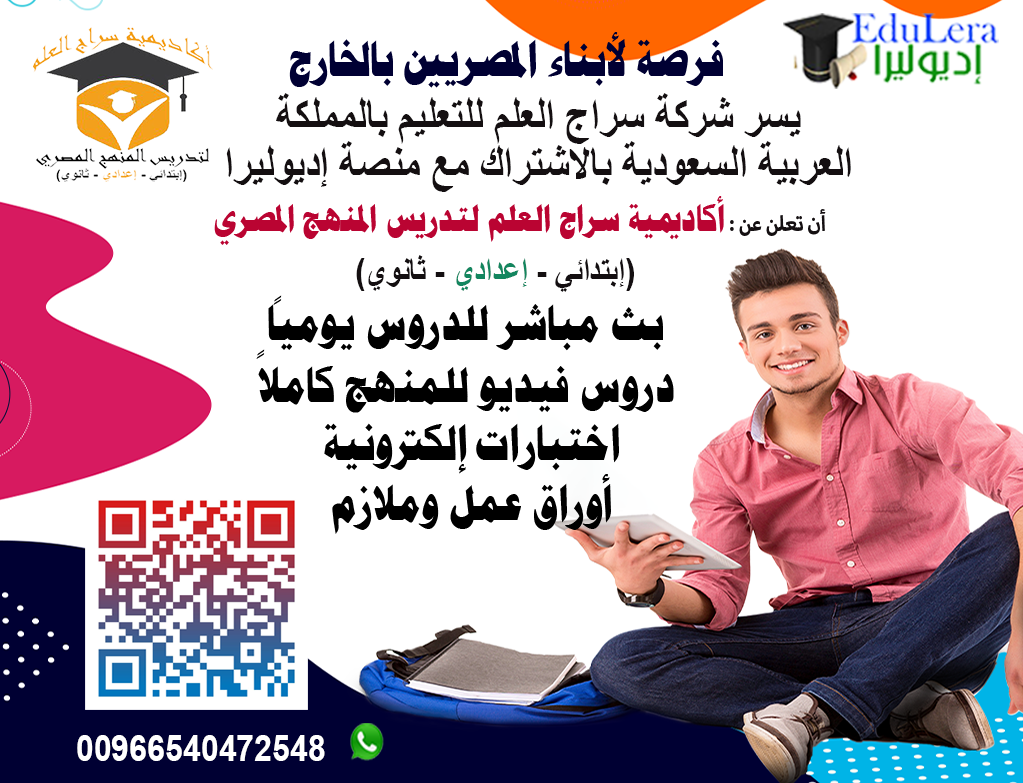 أكاديمية سراج العلم
لتدريس المنهج المصري
(إبتدائي - إعدادي - ثانوي)
EduLera
إديوليرا
فرصة لأبناء المصريين بالخارج
يسر شركة سراج العلم للتعليم بالمملكة
العربية السعودية بالاشتراك مع منصة إديوليرا
أن تعلن عن : أكاديمية سراج العلم لتدريس المنهج المصري
(إبتدائي - إعدادي - ثانوي)
بث مباشر للدروس يومياً
دروس فيديو للمنهج كاملاً
اختبارات إلكترونية
أوراق عمل وملازم
00966540472548